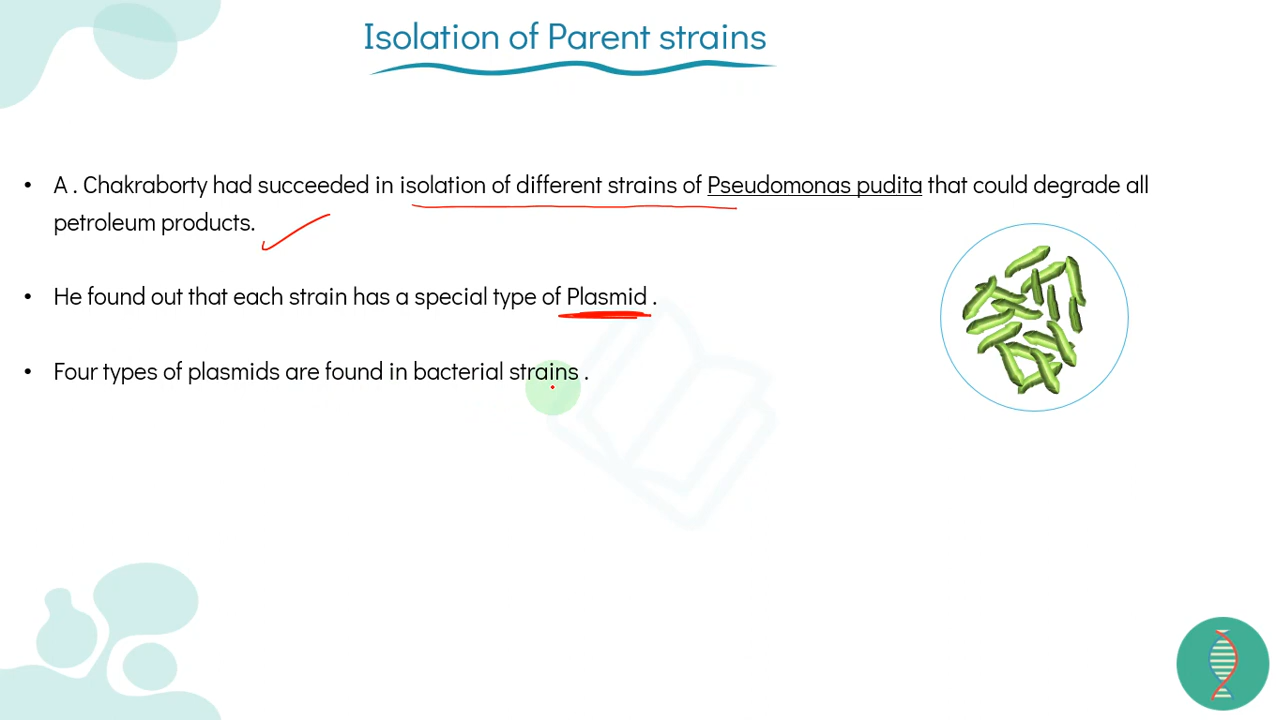 Isolation of Parent strains
• A . Chakraborty had succeeded in isolation of different strains of Pseudomonas pudita that could degrade all
petroleum products.
• He found out that each strain has a special type of Plasmid .
• Four types of plasmids are found in bacterial strains .